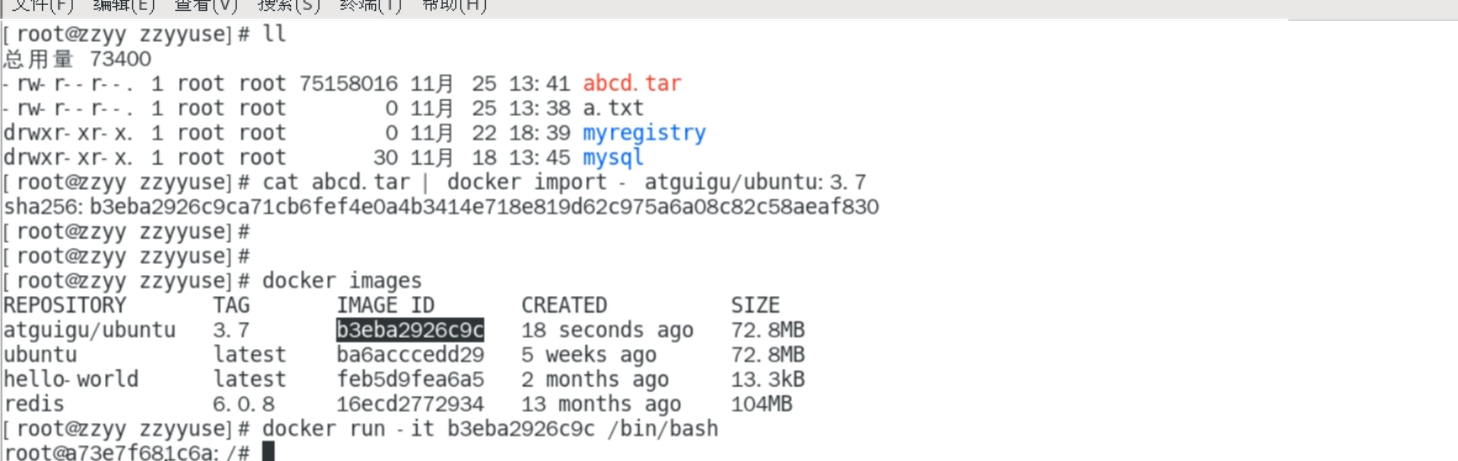 文件(F) 编辑(E) 查看(V) 搜索(S) 终端(T) 帮助(H)
[root@zzyy zzyyuse]# ll
总用量 73400
-rw-r--r--. 1 root root 75158016 11月 25 13:41 abcd.tar
-rw-r--r--. 1 root root        0 11月 25 13:38 a.txt
drwxr-xr-x. 1 root root        0 11月 22 18:39 myregistry
drwxr-xr-x. 1 root root       30 11月 18 13:45 mysql
[root@zzyy zzyyuse]# cat abcd.tar | docker import - atguigu/ubuntu:3.7
sha256:b3eba2926c9ca71cb6fef4e0a4b3414e718e819d62c975a6a08c82c58aeaf830
[root@zzyy zzyyuse]#
[root@zzyy zzyyuse]#
[root@zzyy zzyyuse]# docker images
REPOSITORY       TAG       IMAGE ID       CREATED          SIZE
atguigu/ubuntu   3.7       b3eba2926c9c   18 seconds ago   72.8MB
ubuntu           latest    ba6acccedd29   5 weeks ago      72.8MB
hello-world      latest    feb5d9fea6a5   2 months ago     13.3kB
redis            6.0.8     16ecd2772934   13 months ago    104MB
[root@zzyy zzyyuse]# docker run -it b3eba2926c9c /bin/bash
root@a73e7f681c6a:/#